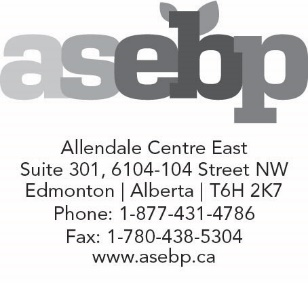 asebp
Allendale Centre East
Suite 301, 6104-104 Street NW
Edmonton | Alberta | T6H 2K7
Phone: 1-877-431-4786
Fax: 1-780-438-5304
www.asebp.ca